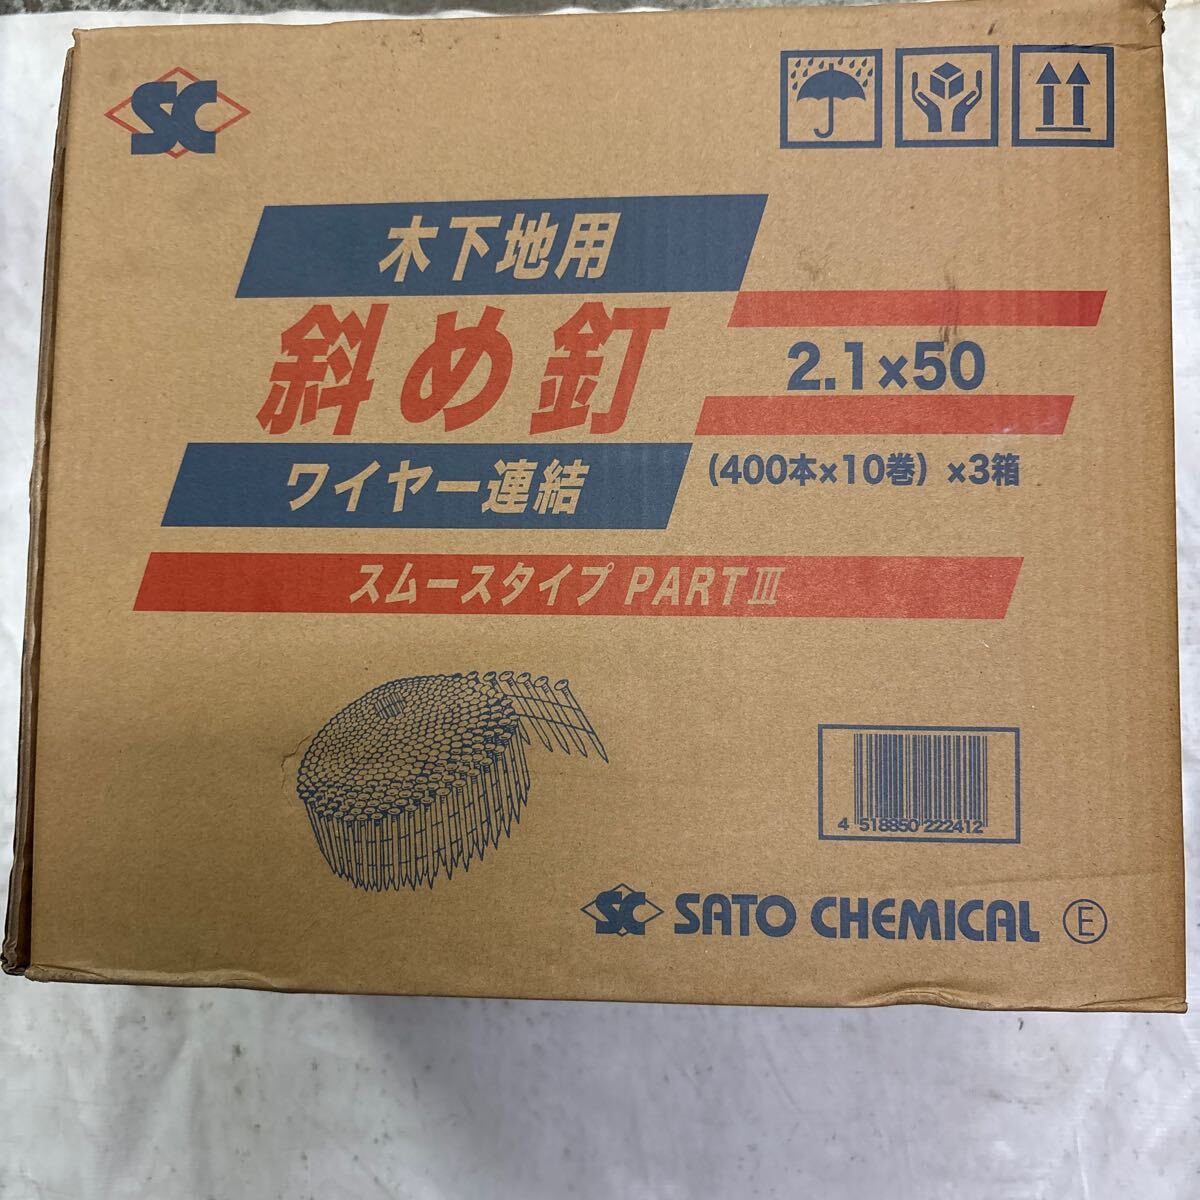 SC
木下地用
斜め釘
2.1×50
ワイヤー連結
(400本×10巻) ×3箱
スムースタイプ PARTⅢ
4 518850 222412
SC SATO CHEMICAL Ⓔ